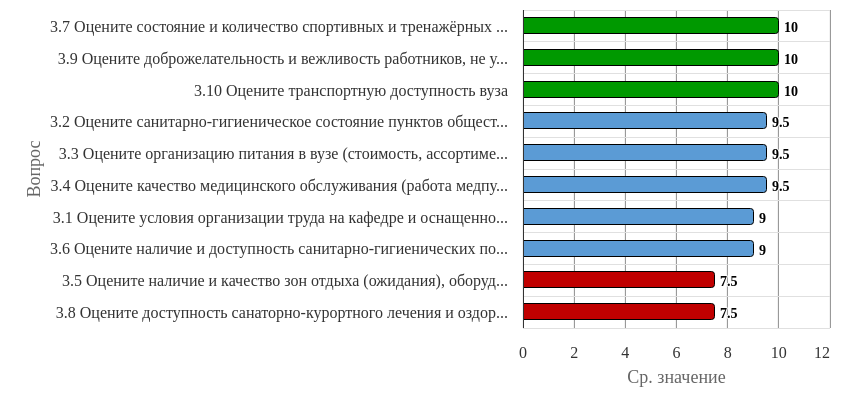 3.7 Оцените состояние и количество спортивных и тренажёрных ... 10
3.9 Оцените доброжелательность и вежливость работников, не у... 10
3.10 Оцените транспортную доступность вуза 10
3.2 Оцените санитарно-гигиеническое состояние пунктов общест... 9.5
3.3 Оцените организацию питания в вузе (стоимость, ассортиме... 9.5
3.4 Оцените качество медицинского обслуживания (работа медпу... 9.5
3.1 Оцените условия организации труда на кафедре и оснащенно... 9
3.6 Оцените наличие и доступность санитарно-гигиенических по... 9
3.5 Оцените наличие и качество зон отдыха (ожидания), оборуд... 7.5
3.8 Оцените доступность санаторно-курортного лечения и оздор... 7.5
Вопрос
0 2 4 6 8 10 12
Ср. значение